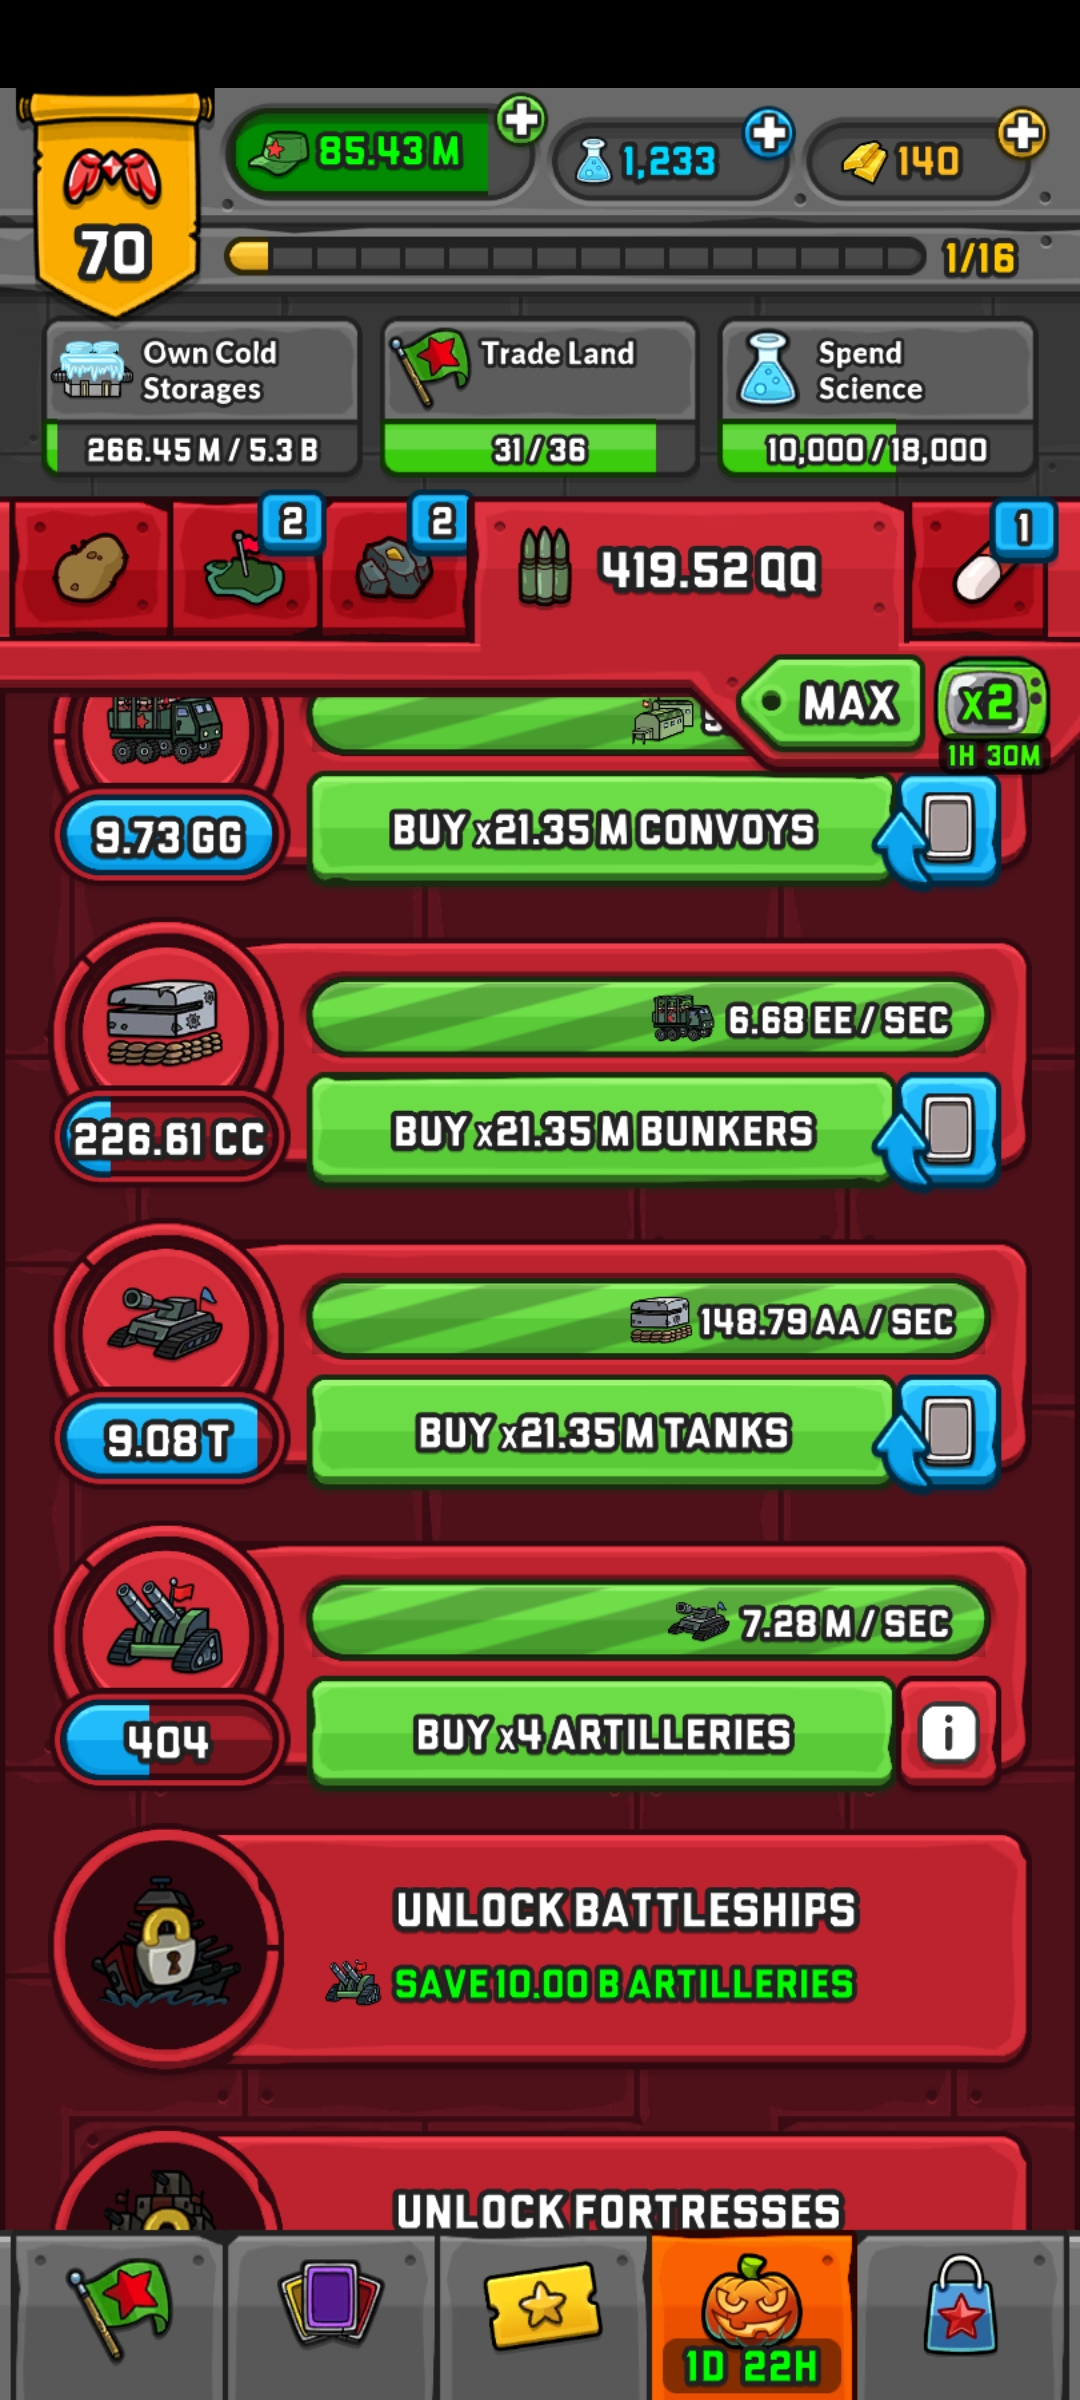 85.43 M
1,233
140
70
1/16
Own Cold
Storages
Trade Land
Spend
Science
266.45 M / 5.3 B
31 / 36
10,000 / 18,000
2
2
419.52 QQ
1
MAX
x2
1H 30M
9.73 GG
BUY x21.35 M CONVOYS
6.68 EE / SEC
226.61 CC
BUY x21.35 M BUNKERS
148.79 AA / SEC
9.08 T
BUY x21.35 M TANKS
7.28 M / SEC
404
BUY x4 ARTILLERIES
i
UNLOCK BATTLESHIPS
SAVE 10.00 B ARTILLERIES
UNLOCK FORTRESSES
1D 22H